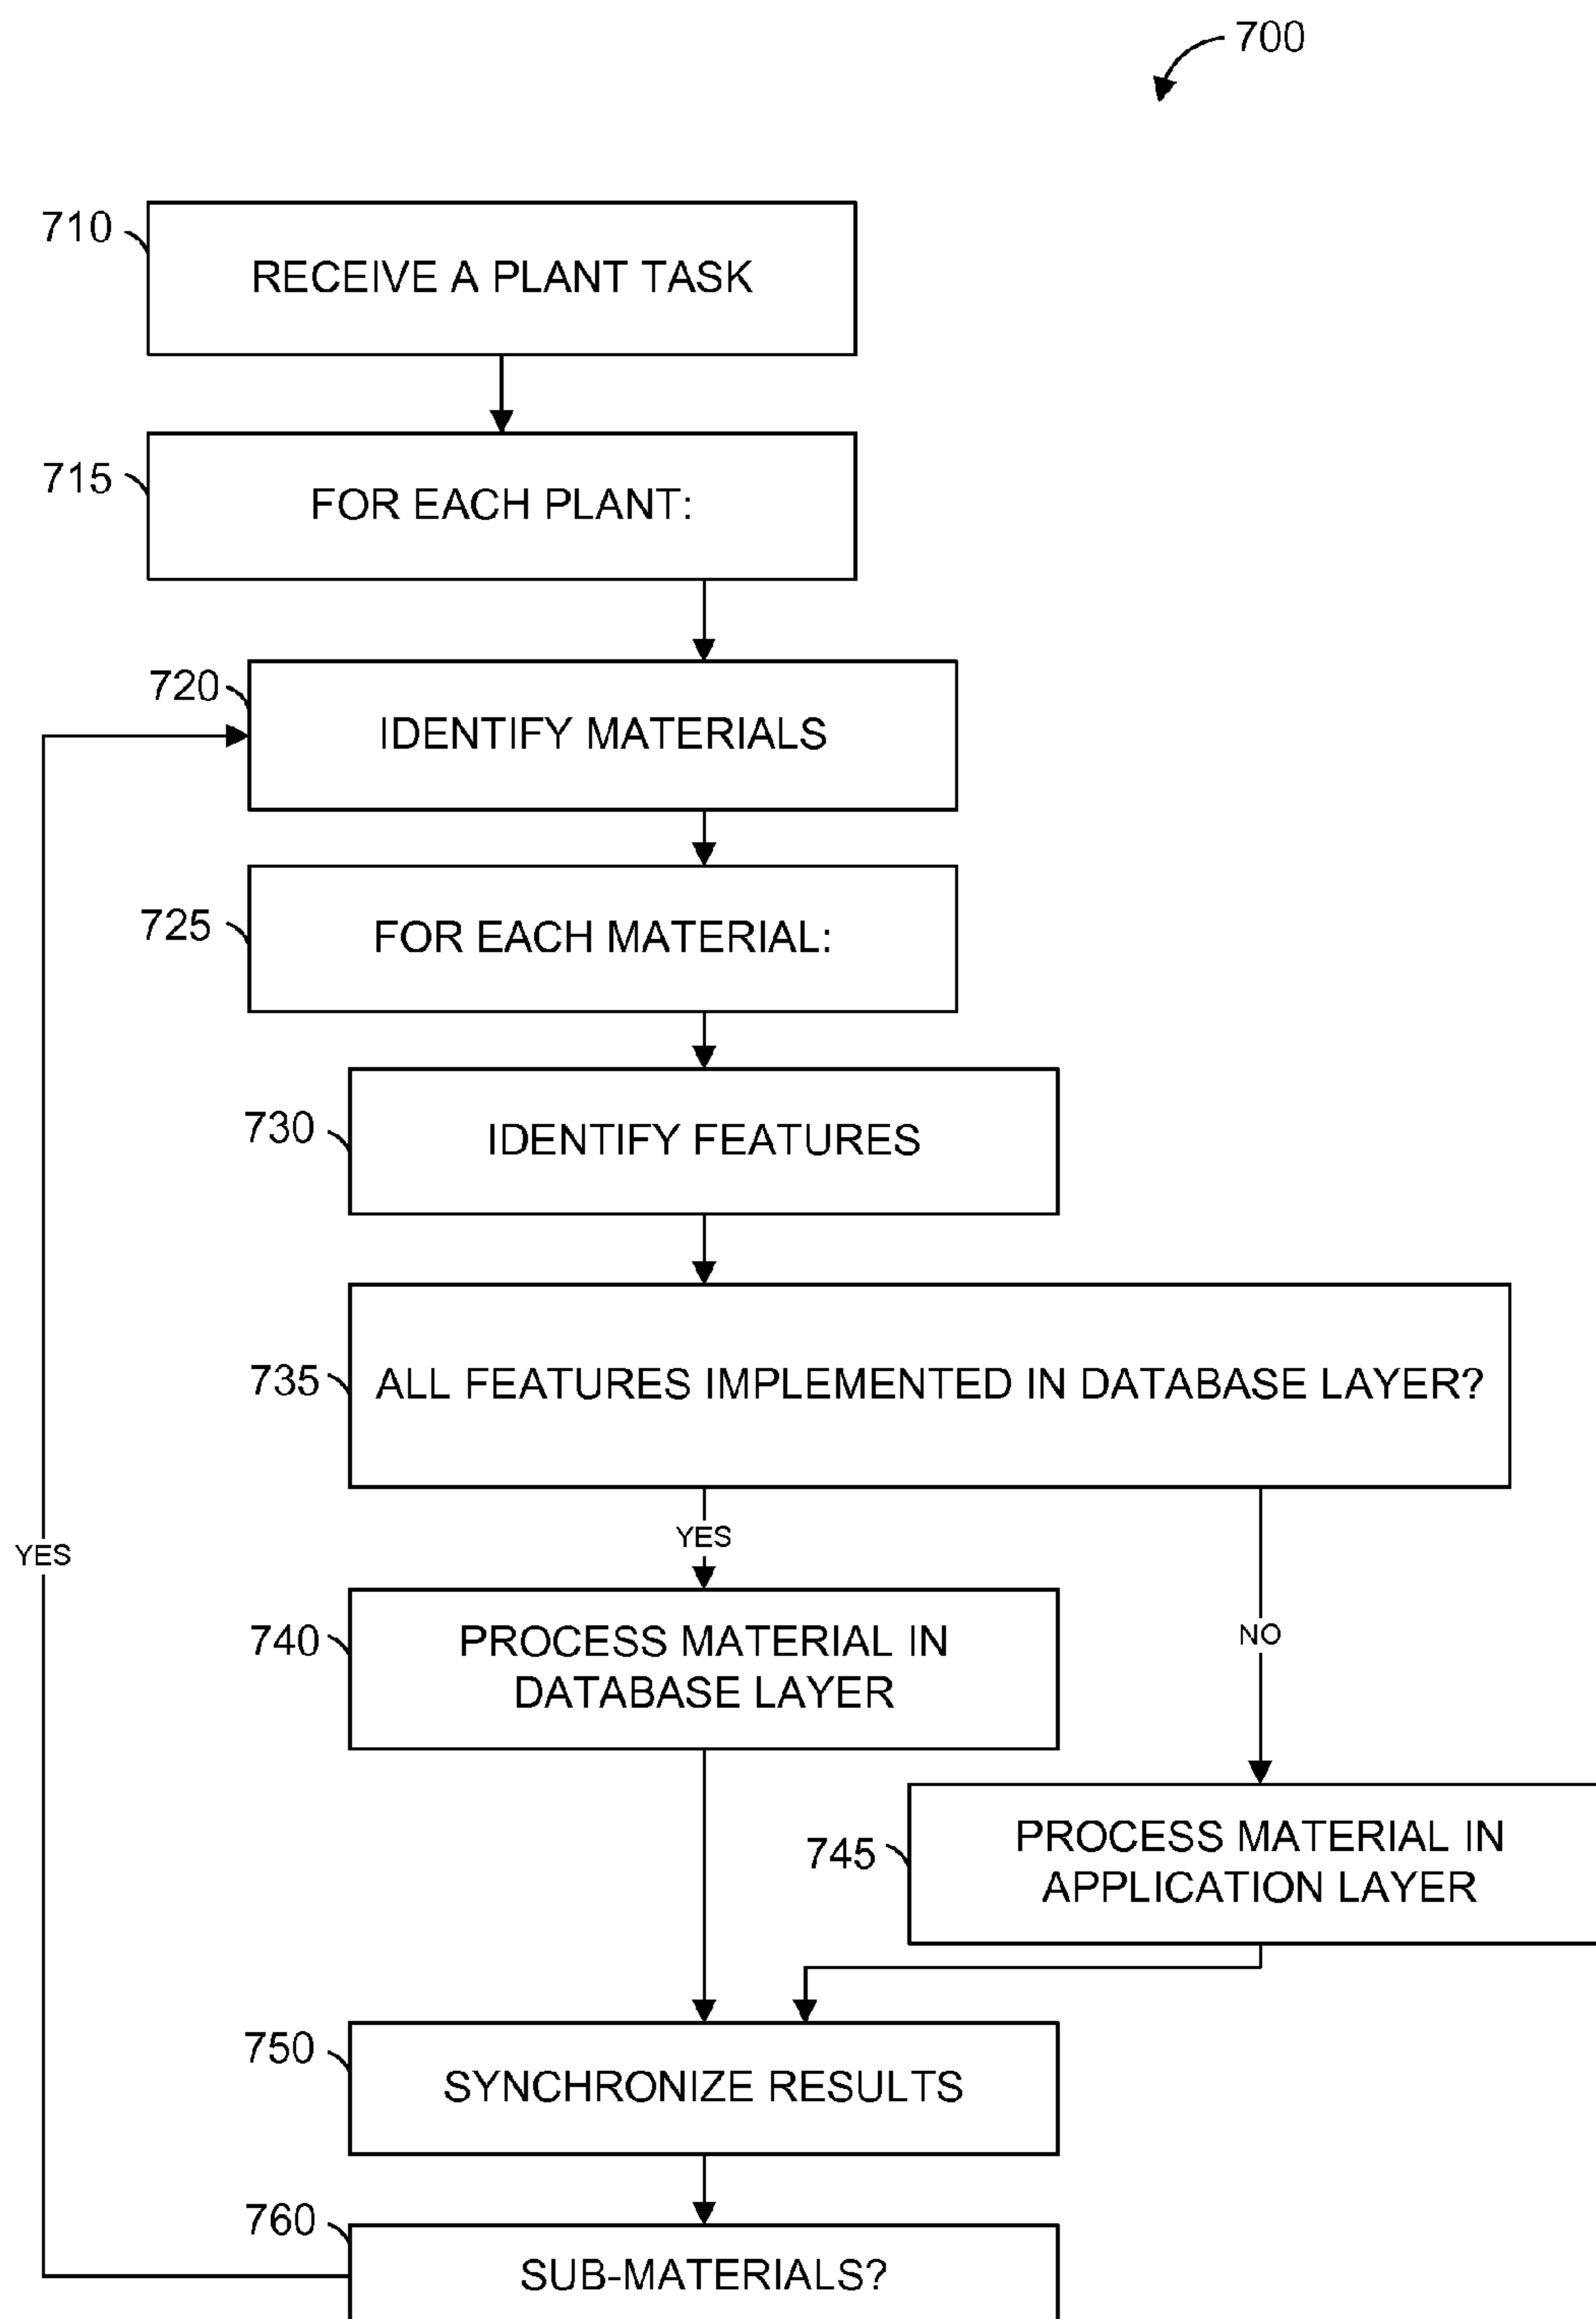 700
710
RECEIVE A PLANT TASK
715
FOR EACH PLANT:
720
IDENTIFY MATERIALS
725
FOR EACH MATERIAL:
730
IDENTIFY FEATURES
735
ALL FEATURES IMPLEMENTED IN DATABASE LAYER?
YES
YES
740
PROCESS MATERIAL IN
DATABASE LAYER
NO
745
PROCESS MATERIAL IN
APPLICATION LAYER
750
SYNCHRONIZE RESULTS
760
SUB-MATERIALS?